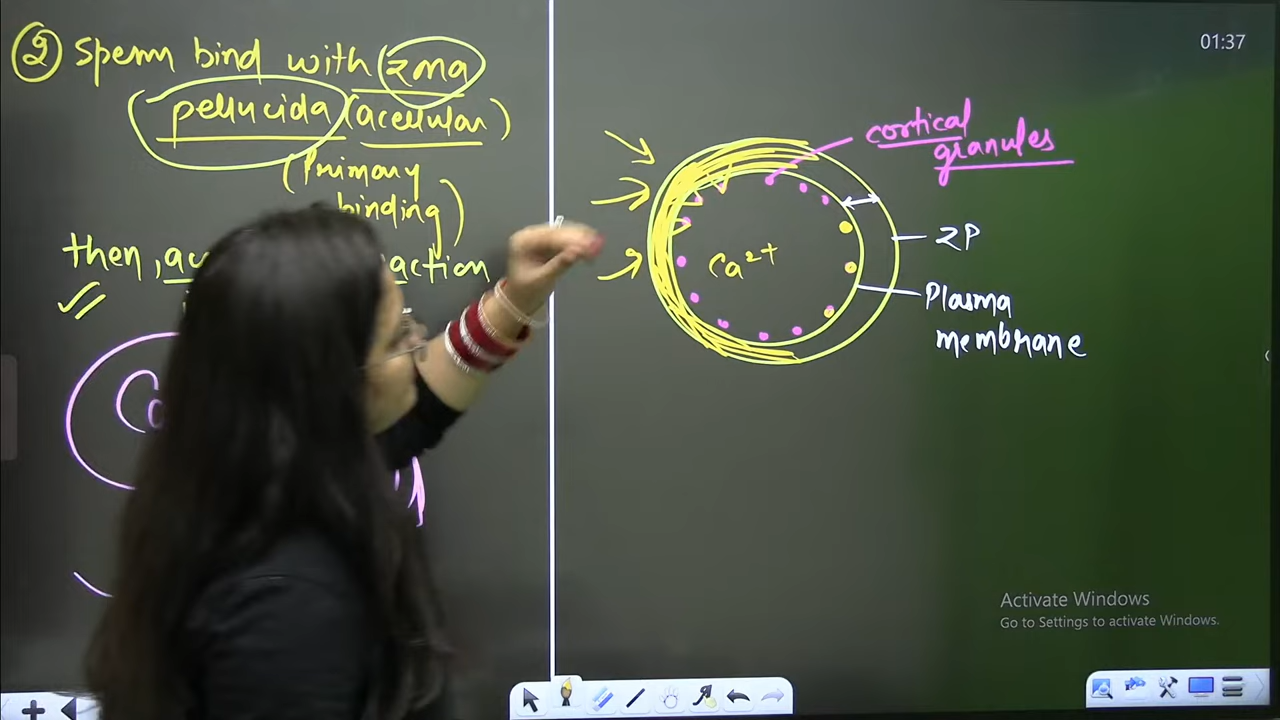 ② Sperm bind with zona
pellucida (acellular)
(Primary
binding)
then,
action
01:37
cortical
granules
ZP
Ca²⁺
Plasma
membrane
Activate Windows
Go to Settings to activate Windows.